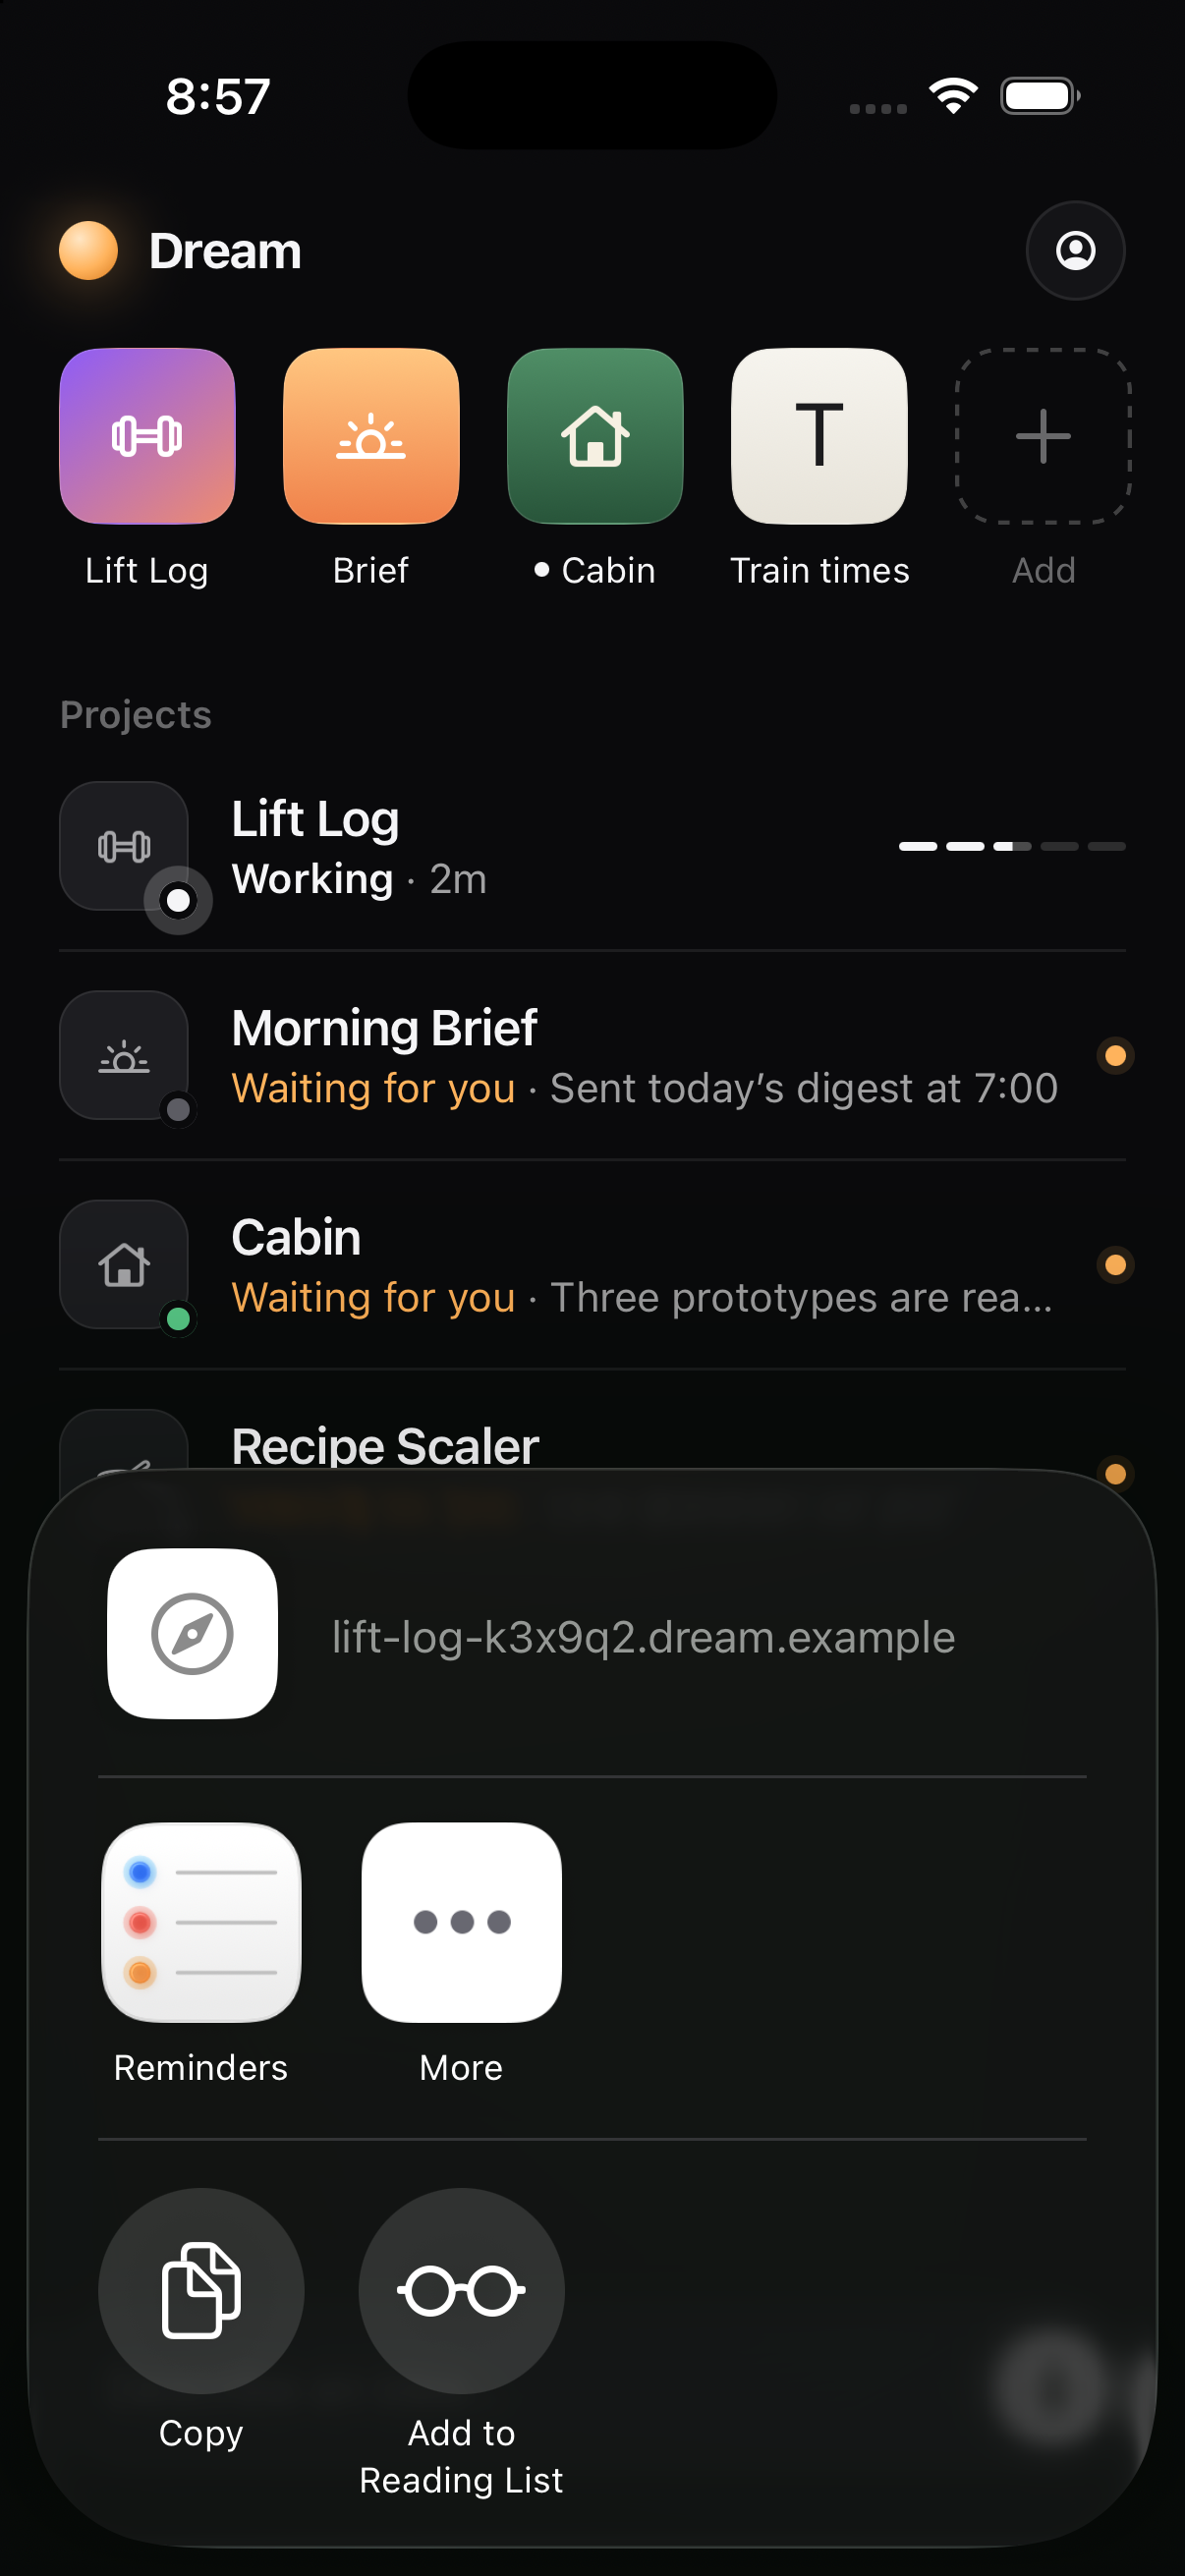 8:57
Dream
Lift Log
Brief
Cabin
T
Train times
Add
Projects
Lift Log
Working · 2m
Morning Brief
Waiting for you · Sent today’s digest at 7:00
Cabin
Waiting for you · Three prototypes are rea...
Recipe Scaler
lift-log-k3x9q2.dream.example
Reminders
More
Copy
Add to
Reading List